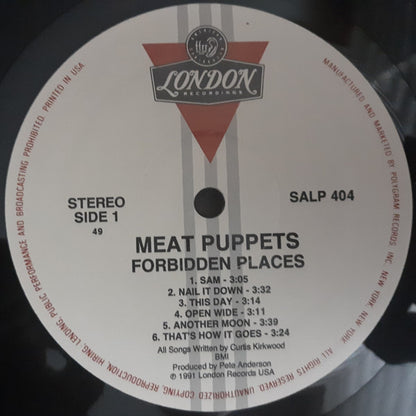 LONDON
RECORDINGS
STEREO
SIDE 1
49
SALP 404
MEAT PUPPETS
FORBIDDEN PLACES
1. SAM - 3:05
2. NAIL IT DOWN - 3:32
3. THIS DAY - 3:14
4. OPEN WIDE - 3:11
5. ANOTHER MOON - 3:39
6. THAT'S HOW IT GOES - 3:24
All Songs Written by Curtis Kirkwood
BMI
Produced by Pete Anderson
℗ 1991 London Records USA
MANUFACTURED AND MARKETED BY POLYGRAM RECORDS, INC. NEW YORK, NEW YORK. ALL RIGHTS RESERVED. UNAUTHORIZED COPYING, REPRODUCTION, HIRING, LENDING, PUBLIC PERFORMANCE AND BROADCASTING PROHIBITED. PRINTED IN USA